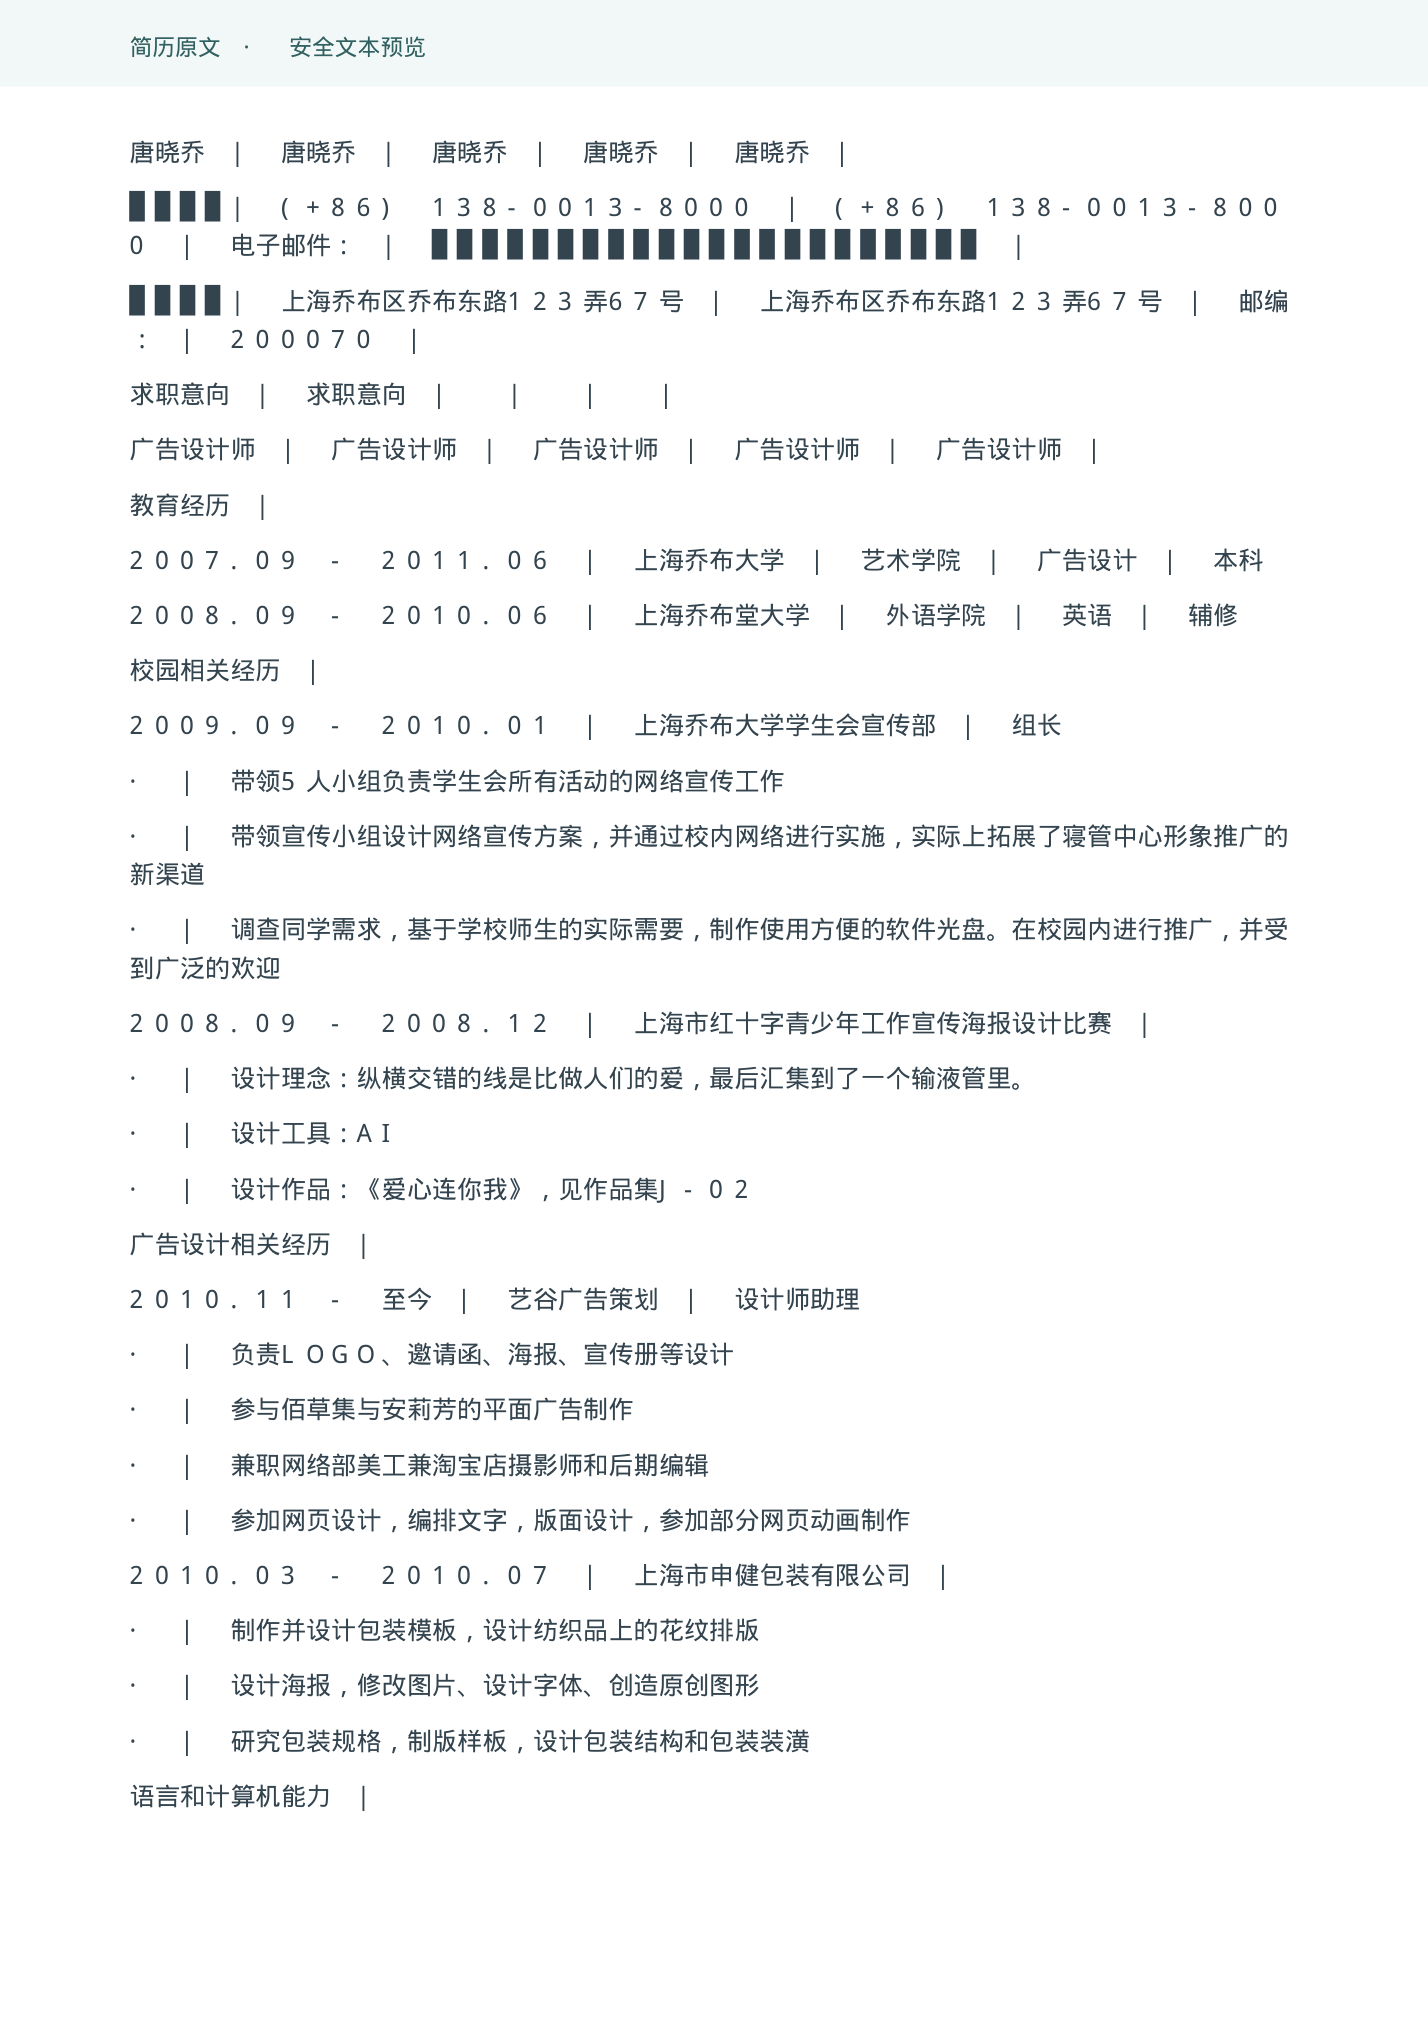 简历原文 · 安全文本预览
唐晓乔 | 唐晓乔 | 唐晓乔 | 唐晓乔 | 唐晓乔 |
████ | (+86) 138-0013-8000 | (+86) 138-0013-800
0 | 电子邮件： | ██████████████████████ |
████ | 上海乔布区乔布东路123弄67号 | 上海乔布区乔布东路123弄67号 | 邮编
： | 200070 |
求职意向 | 求职意向 | | | |
广告设计师 | 广告设计师 | 广告设计师 | 广告设计师 | 广告设计师 |
教育经历 |
2007.09 - 2011.06 | 上海乔布大学 | 艺术学院 | 广告设计 | 本科
2008.09 - 2010.06 | 上海乔布堂大学 | 外语学院 | 英语 | 辅修
校园相关经历 |
2009.09 - 2010.01 | 上海乔布大学学生会宣传部 | 组长
· | 带领5人小组负责学生会所有活动的网络宣传工作
· | 带领宣传小组设计网络宣传方案，并通过校内网络进行实施，实际上拓展了寝管中心形象推广的
新渠道
· | 调查同学需求，基于学校师生的实际需要，制作使用方便的软件光盘。在校园内进行推广，并受
到广泛的欢迎
2008.09 - 2008.12 | 上海市红十字青少年工作宣传海报设计比赛 |
· | 设计理念：纵横交错的线是比做人们的爱，最后汇集到了一个输液管里。
· | 设计工具：AI
· | 设计作品：《爱心连你我》，见作品集J-02
广告设计相关经历 |
2010.11 - 至今 | 艺谷广告策划 | 设计师助理
· | 负责LOGO、邀请函、海报、宣传册等设计
· | 参与佰草集与安莉芳的平面广告制作
· | 兼职网络部美工兼淘宝店摄影师和后期编辑
· | 参加网页设计，编排文字，版面设计，参加部分网页动画制作
2010.03 - 2010.07 | 上海市申健包装有限公司 |
· | 制作并设计包装模板，设计纺织品上的花纹排版
· | 设计海报，修改图片、设计字体、创造原创图形
· | 研究包装规格，制版样板，设计包装结构和包装装潢
语言和计算机能力 |